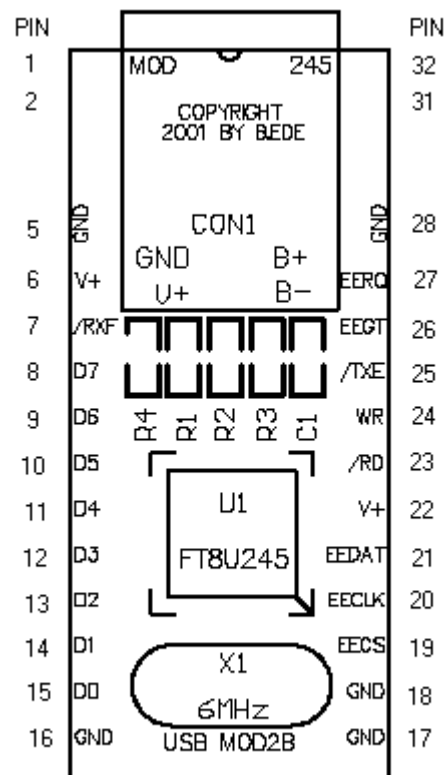 PIN PIN
1 MOD 245 32
2 31
COPYRIGHT
2001 BY B.EDE
5 GND CON1 GND 28
GND B+
6 V+ EERQ 27
V+ B-
7 /RXF EEGT 26
8 D7 /TXE 25
9 D6 R4 R1 R2 R3 C1 WR 24
10 D5 /RD 23
11 D4 U1 V+ 22
12 D3 FT8U245 EEDAT 21
13 D2 EECLK 20
14 D1 EECS 19
X1
15 D0 GND 18
6MHz
16 GND USB MOD2B GND 17